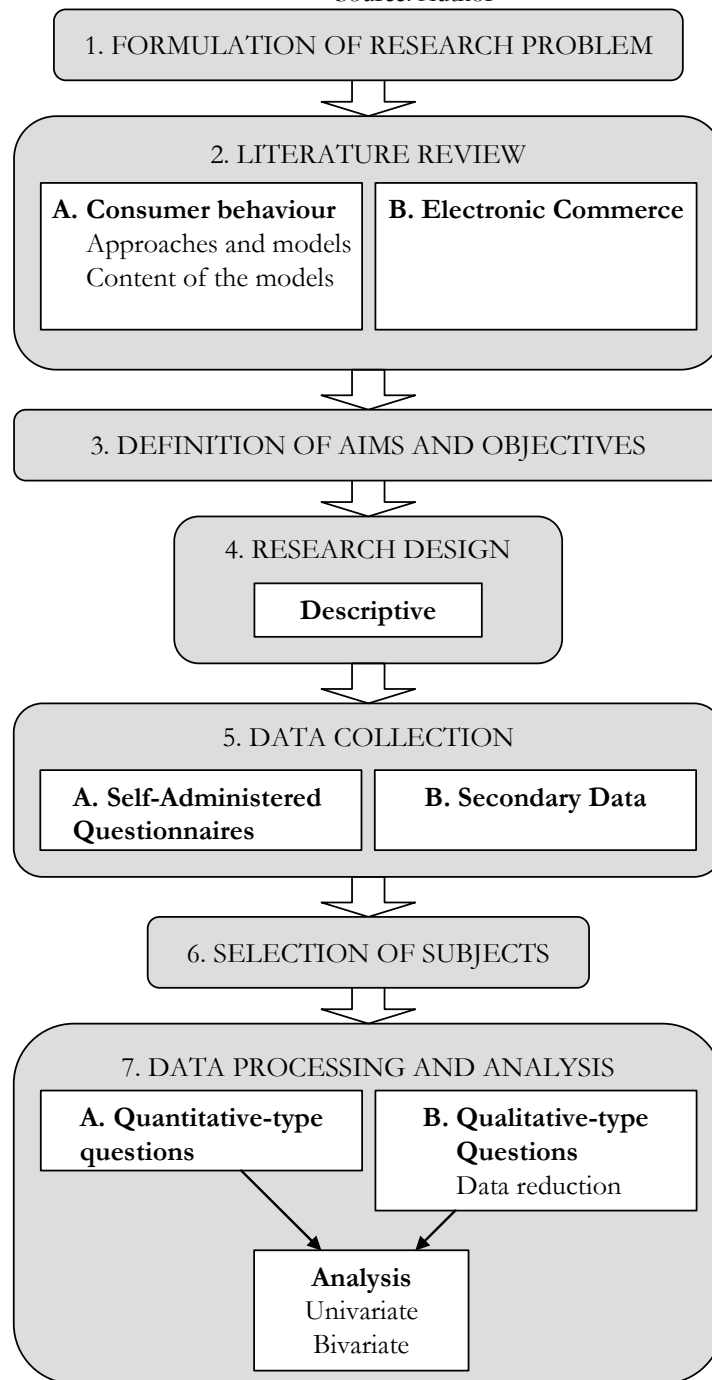 Source: Author
1. FORMULATION OF RESEARCH PROBLEM
2. LITERATURE REVIEW
A. Consumer behaviour
Approaches and models
Content of the models
B. Electronic Commerce
3. DEFINITION OF AIMS AND OBJECTIVES
4. RESEARCH DESIGN
Descriptive
5. DATA COLLECTION
A. Self-Administered
Questionnaires
B. Secondary Data
6. SELECTION OF SUBJECTS
7. DATA PROCESSING AND ANALYSIS
A. Quantitative-type
questions
B. Qualitative-type
Questions
Data reduction
Analysis
Univariate
Bivariate